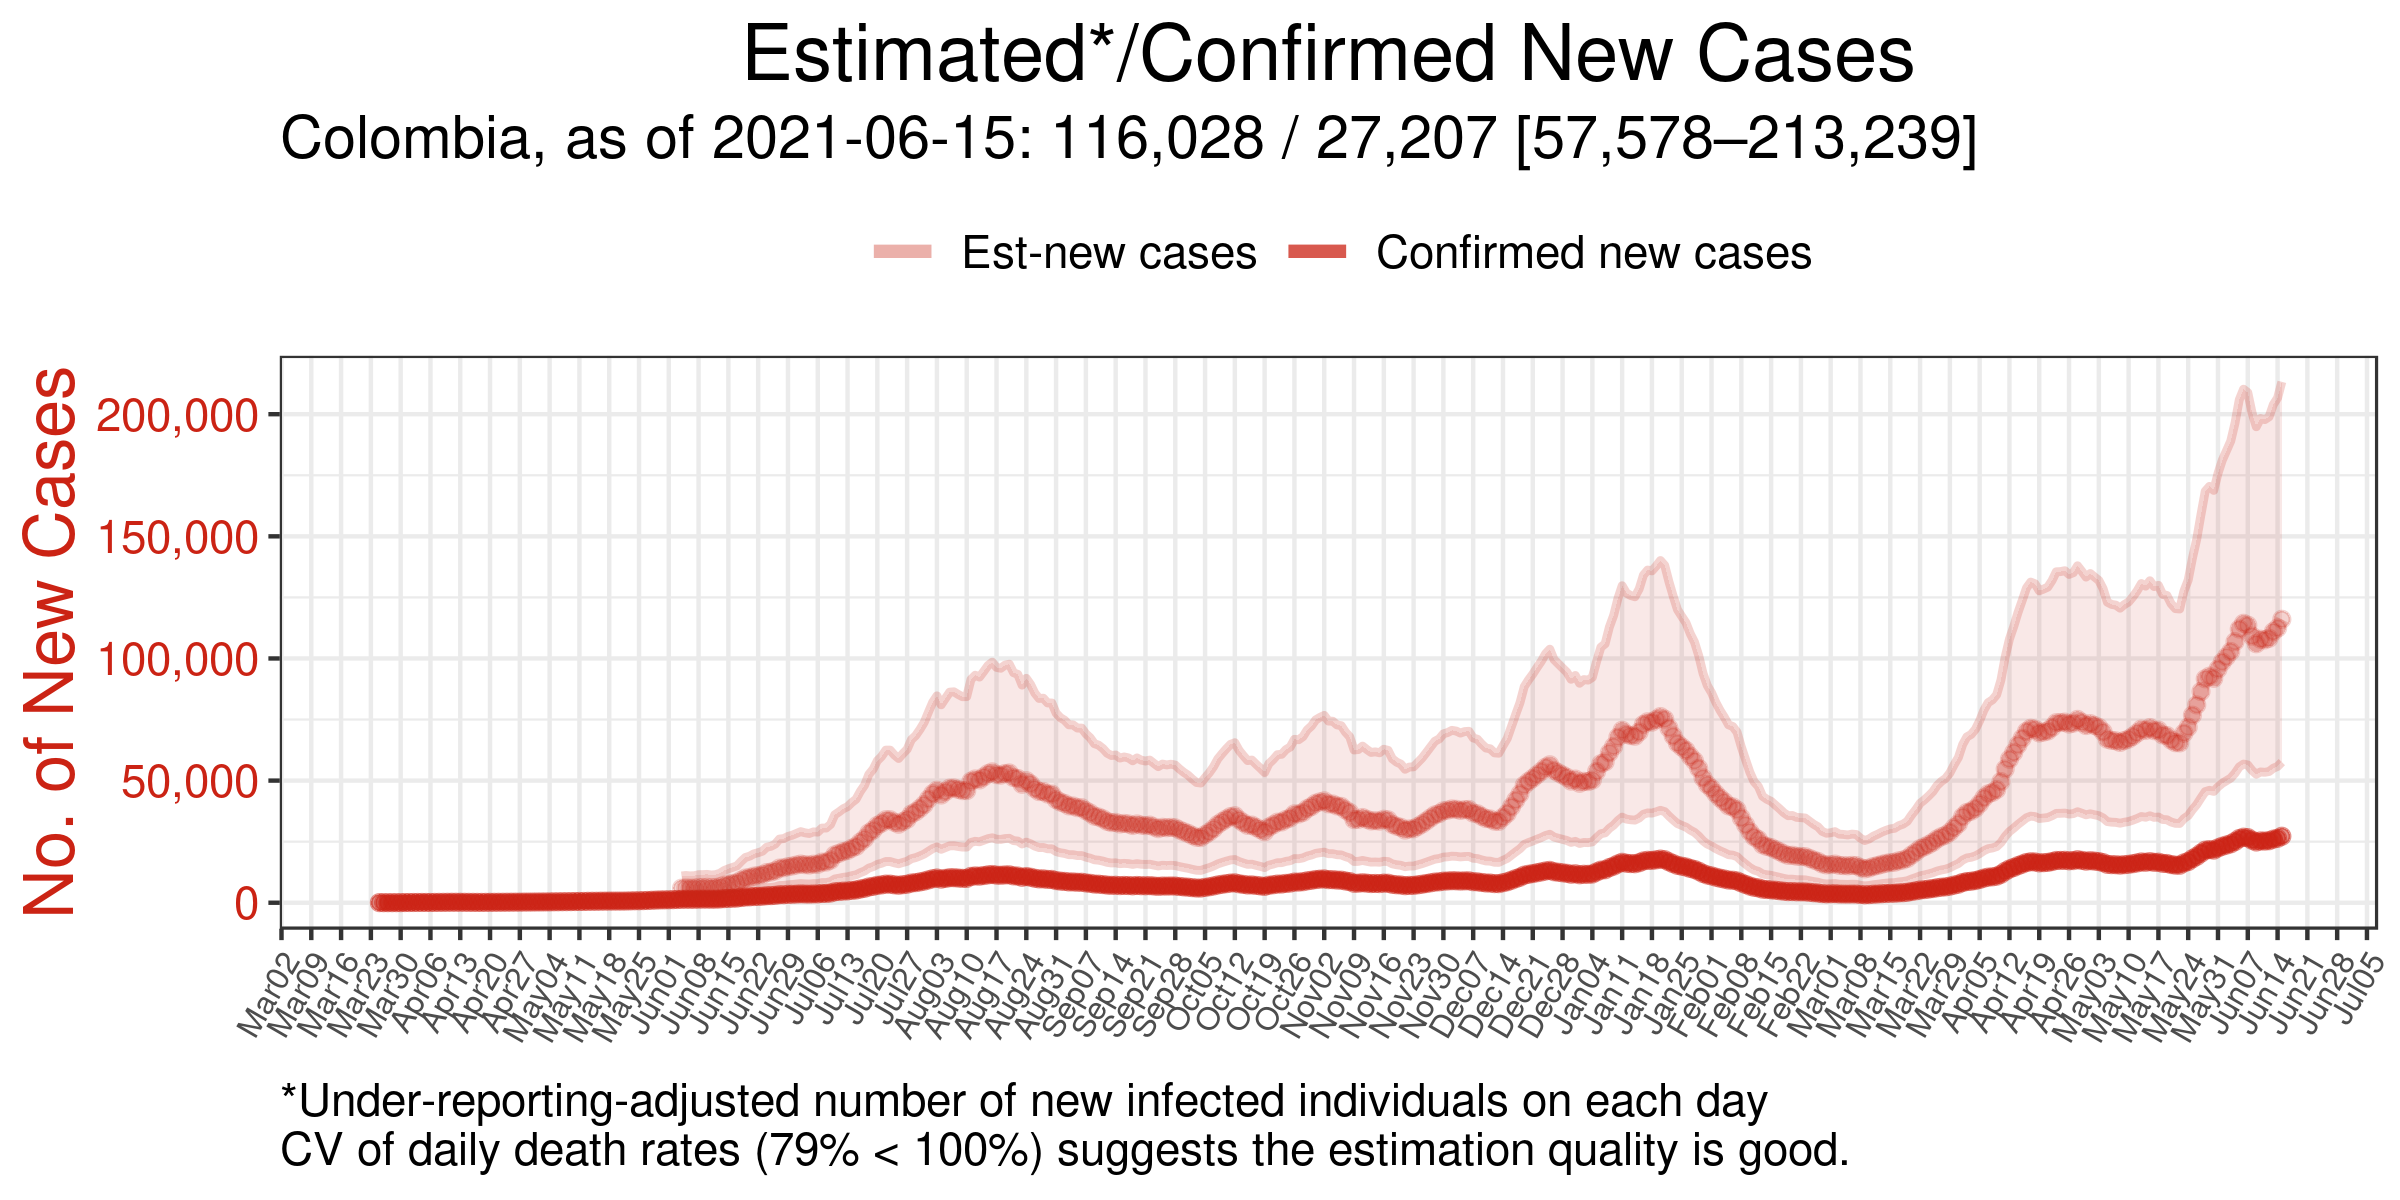 Estimated*/Confirmed New Cases
Colombia, as of 2021-06-15: 116,028 / 27,207 [57,578–213,239]
Est-new cases
Confirmed new cases
No. of New Cases
200,000
150,000
100,000
50,000
0
Mar02
Mar09
Mar16
Mar23
Mar30
Apr06
Apr13
Apr20
Apr27
May04
May11
May18
May25
Jun01
Jun08
Jun15
Jun22
Jun29
Jul06
Jul13
Jul20
Jul27
Aug03
Aug10
Aug17
Aug24
Aug31
Sep07
Sep14
Sep21
Sep28
Oct05
Oct12
Oct19
Oct26
Nov02
Nov09
Nov16
Nov23
Nov30
Dec07
Dec14
Dec21
Dec28
Jan04
Jan11
Jan18
Jan25
Feb01
Feb08
Feb15
Feb22
Mar01
Mar08
Mar15
Mar22
Mar29
Apr05
Apr12
Apr19
Apr26
May03
May10
May17
May24
May31
Jun07
Jun14
Jun21
Jun28
Jul05
*Under-reporting-adjusted number of new infected individuals on each day
CV of daily death rates (79% < 100%) suggests the estimation quality is good.